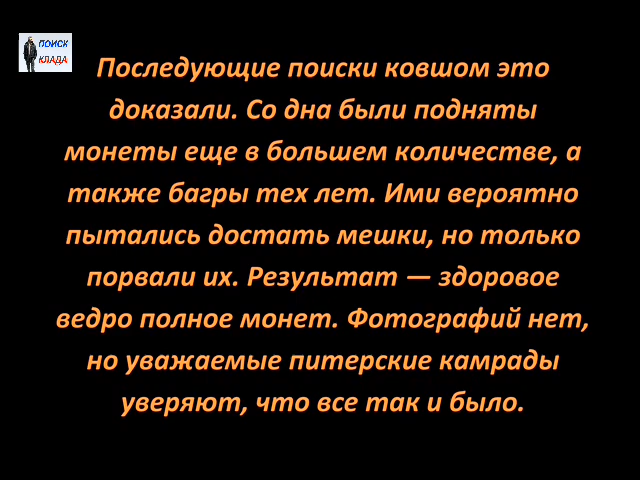 ПОИСК
КЛАДА
Последующие поиски ковшом это
доказали. Со дна были подняты
монеты еще в большем количестве, а
также багры тех лет. Ими вероятно
пытались достать мешки, но только
порвали их. Результат — здоровое
ведро полное монет. Фотографий нет,
но уважаемые питерские камрады
уверяют, что все так и было.